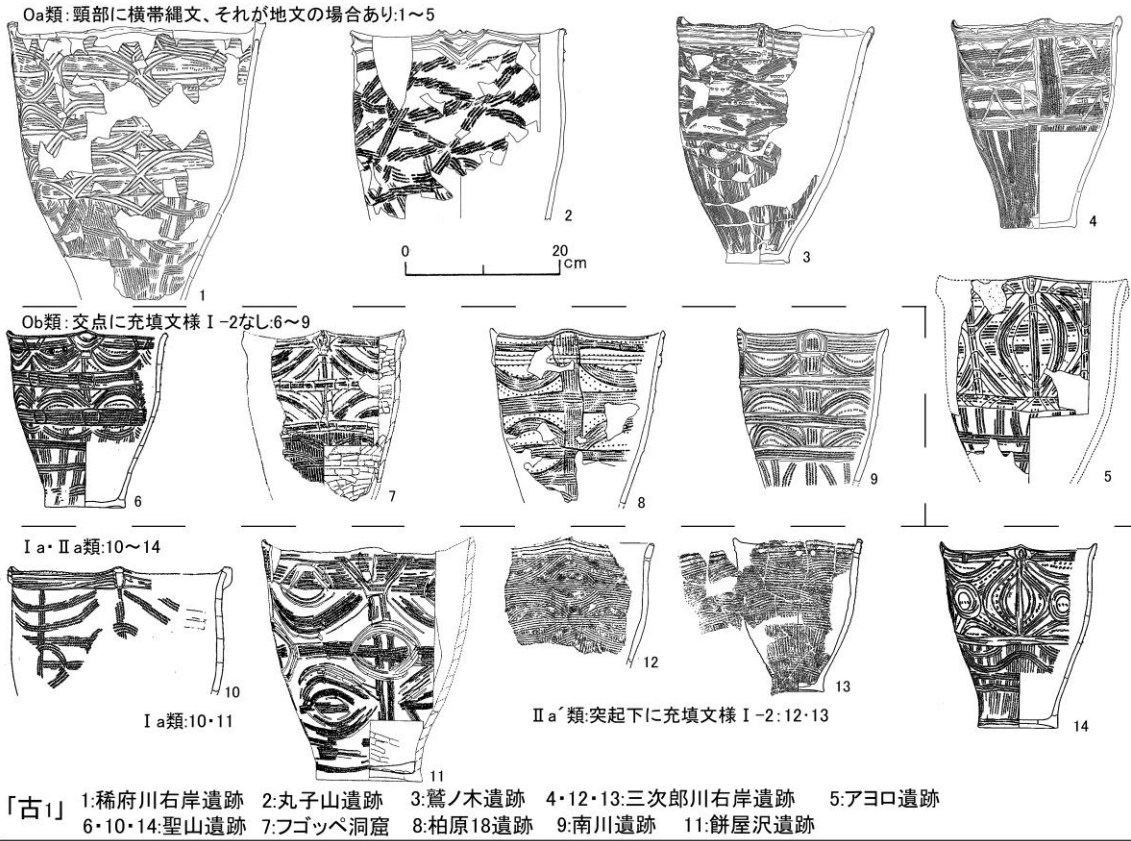 Oa類：頸部に横帯縄文、それが地文の場合あり:1～5
1
2
3
4
0
20
cm
Ob類：交点に充填文様Ⅰ-2なし:6～9
5
6
7
8
9
Ⅰa・Ⅱa類:10～14
10
11
12
13
14
Ⅰa類:10・11
Ⅱa´類:突起下に充填文様Ⅰ-2:12・13
「古1」 1:稀府川右岸遺跡 2:丸子山遺跡 3:鷲ノ木遺跡 4・12・13:三次郎川右岸遺跡 5:アヨロ遺跡
6・10・14:聖山遺跡 7:フゴッペ洞窟 8:柏原18遺跡 9:南川遺跡 11:餅屋沢遺跡